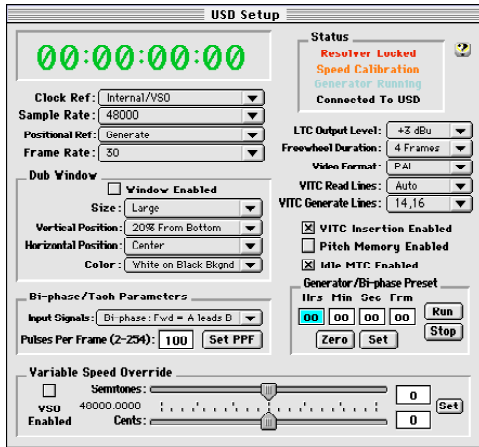 USD Setup
00:00:00:00
Status
Resolver Locked
Speed Calibration
Generator Running
Connected To USD
?
Clock Ref: Internal/VSO
Sample Rate: 48000
Positional Ref: Generate
Frame Rate: 30
LTC Output Level: +3 dBu
Freewheel Duration: 4 Frames
Video Format: PAL
VITC Read Lines: Auto
VITC Generate Lines: 14,16
Dub Window
Window Enabled
Size: Large
Vertical Position: 20% From Bottom
Horizontal Position: Center
Color: White on Black Bkgnd
VITC Insertion Enabled
Pitch Memory Enabled
Idle MTC Enabled
Bi-phase/Tach Parameters
Input Signals: Bi-phase: Fwd = A leads B
Pulses Per Frame (2-254): 100 Set PPF
Generator/Bi-phase Preset
Hrs Min Sec Frm
00 00 00 00
Run
Stop
Zero Set
Variable Speed Override
VSO Enabled
Semitones: 0
48000.0000
Cents: 0
Set